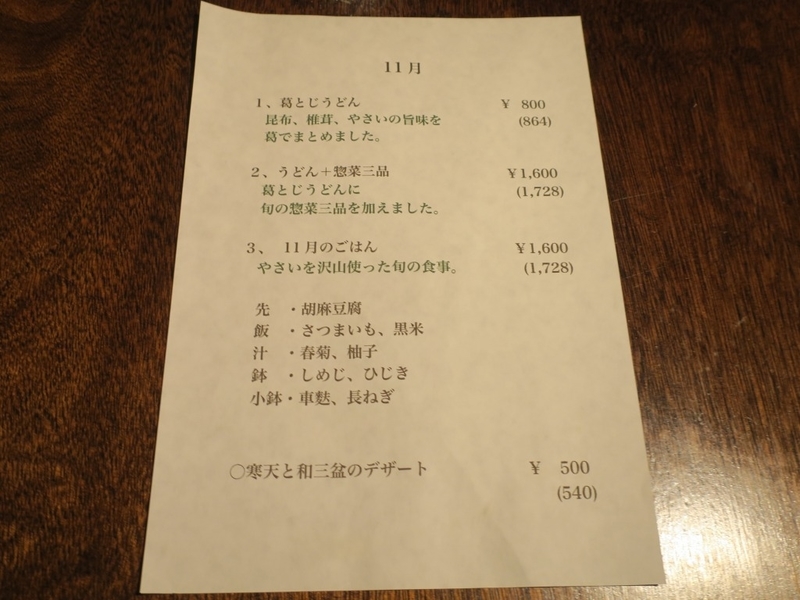 11月
1、葛とじうどん ¥ 800
昆布、椎茸、やさいの旨味を (864)
葛でまとめました。
2、うどん＋惣菜三品 ¥1,600
葛とじうどんに (1,728)
旬の惣菜三品を加えました。
3、 11月のごはん ¥1,600
やさいを沢山使った旬の食事。 (1,728)
先 ・胡麻豆腐
飯 ・さつまいも、黒米
汁 ・春菊、柚子
鉢 ・しめじ、ひじき
小鉢・車麩、長ねぎ
〇寒天と和三盆のデザート ¥ 500
(540)